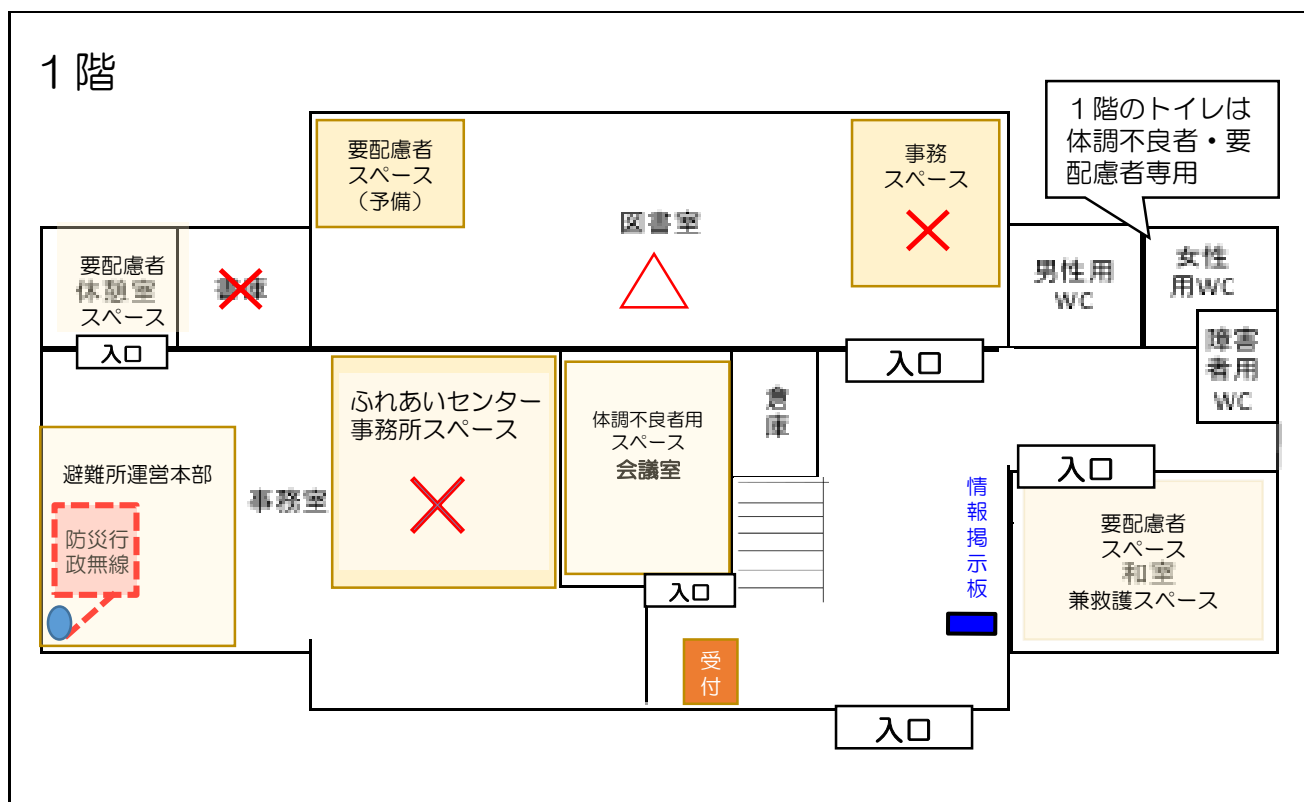 １階
１階のトイレは
体調不良者・要
配慮者専用
要配慮者
スペース
（予備）
図書室
事務
スペース
要配慮者
休憩室
スペース
入口
書庫
男性用
WC
女性
用WC
障害
者用
WC
入口
ふれあいセンター
事務所スペース
体調不良者用
スペース
会議室
入口
倉
庫
避難所運営本部
防災行
政無線
事務室
情
報
掲
示
板
入口
要配慮者
スペース
和室
兼救護スペース
受
付
入口